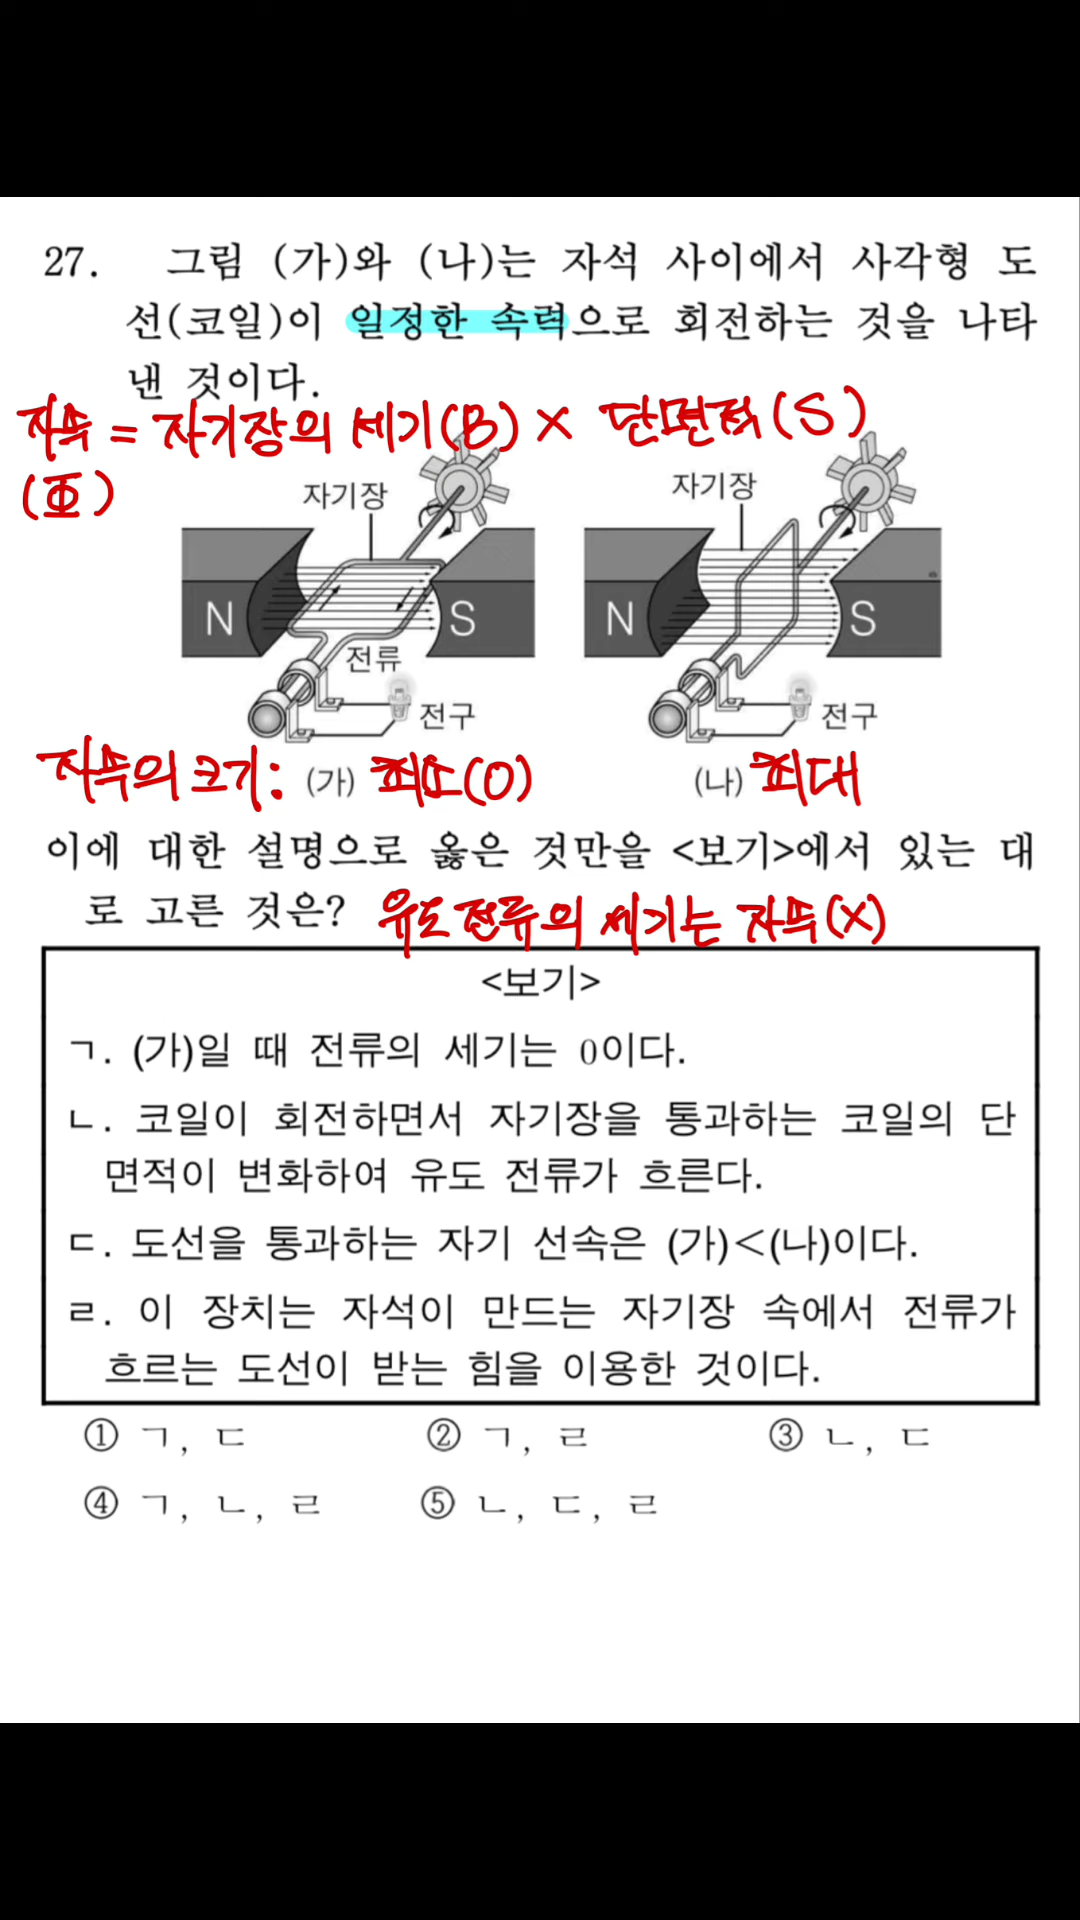 27. 그림 (가)와 (나)는 자석 사이에서 사각형 도
선(코일)이 일정한 속력으로 회전하는 것을 나타
낸 것이다.
자속 = 자기장의 세기(B) × 단면적(S)
(Φ)
자기장
자기장
N
S
N
S
전류
전구
전구
자속의 크기: (가) 최소(0) (나) 최대
이에 대한 설명으로 옳은 것만을 <보기>에서 있는 대
로 고른 것은? 유도 전류의 세기는 자속(X)
<보기>
ㄱ. (가)일 때 전류의 세기는 0이다.
ㄴ. 코일이 회전하면서 자기장을 통과하는 코일의 단
면적이 변화하여 유도 전류가 흐른다.
ㄷ. 도선을 통과하는 자기 선속은 (가)<(나)이다.
ㄹ. 이 장치는 자석이 만드는 자기장 속에서 전류가
흐르는 도선이 받는 힘을 이용한 것이다.
① ㄱ, ㄷ ② ㄱ, ㄹ ③ ㄴ, ㄷ
④ ㄱ, ㄴ, ㄹ ⑤ ㄴ, ㄷ, ㄹ